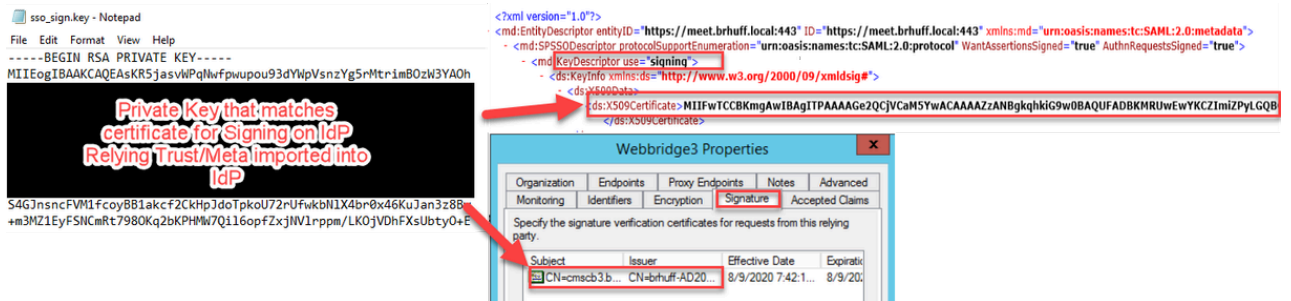 sso_sign.key - Notepad
File Edit Format View Help
-----BEGIN RSA PRIVATE KEY-----
MIIEogIBAAKCAQEAsKR5jasvWPqNwfpwupou93dYWpVsnzYg5rMtrimBOzW3YAOh
Private Key that matches
certificate for Signing on IdP
Relying Trust/Meta imported into
IdP
S4GJnsncFVM1fcoyBB1akcf2CkHpJdoTpkoU72rUfwkbNlX4br0x46KuJan3z8B
+m3MZ1EyFSNCmRt798OKq2bKPHMW7Qil6opfZxjNVlrppm/LKOjVDhFXsUbtyO+E
<?xml version="1.0"?>
- <md:EntityDescriptor entityID="https://meet.brhuff.local:443" ID="https://meet.brhuff.local:443" xmlns:md="urn:oasis:names:tc:SAML:2.0:metadata">
- <md:SPSSODescriptor protocolSupportEnumeration="urn:oasis:names:tc:SAML:2.0:protocol" WantAssertionsSigned="true" AuthnRequestsSigned="true">
- <md:KeyDescriptor use="signing">
- <ds:KeyInfo xmlns:ds="http://www.w3.org/2000/09/xmldsig#">
- <ds:X509Data>
<ds:X509Certificate>MIIFwTCCBKmgAwIBAgITPAAAAGe2QCjVCaM5YwACAAAAZzANBgkqhkiG9w0BAQUFADBKMRUwEwYKCZImiZPyLGQB
</ds:X509Certificate>
Webbridge3 Properties
x
Organization Endpoints Proxy Endpoints Notes Advanced
Monitoring Identifiers Encryption Signature Accepted Claims
Specify the signature verification certificates for requests from this relying
party.
Subject Issuer Effective Date Expiratic
CN=cmscb3.b... CN=brhuff-AD20... 8/9/2020 7:42:1... 8/9/202